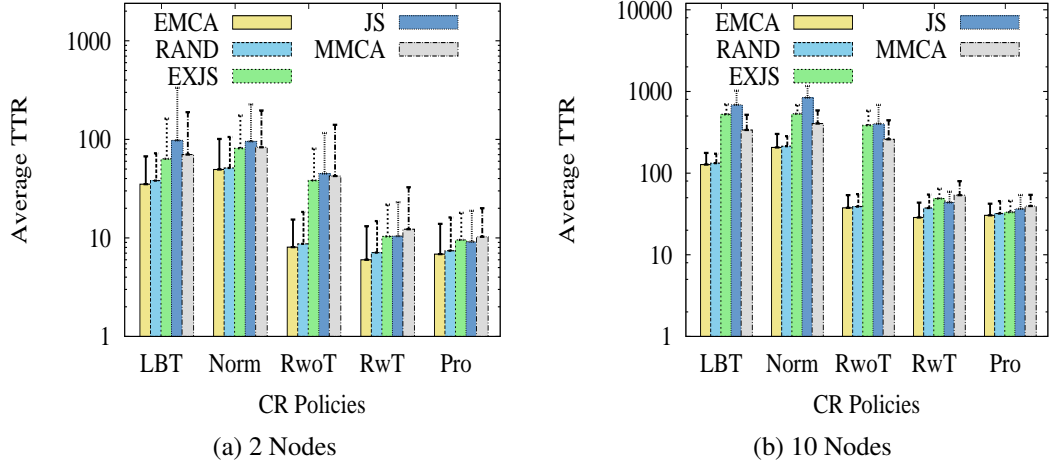 EMCA
RAND
EXJS
JS
MMCA
Average TTR
1000
100
10
1
LBT Norm RwoT RwT Pro
CR Policies
(a) 2 Nodes
EMCA
RAND
EXJS
JS
MMCA
Average TTR
10000
1000
100
10
1
LBT Norm RwoT RwT Pro
CR Policies
(b) 10 Nodes